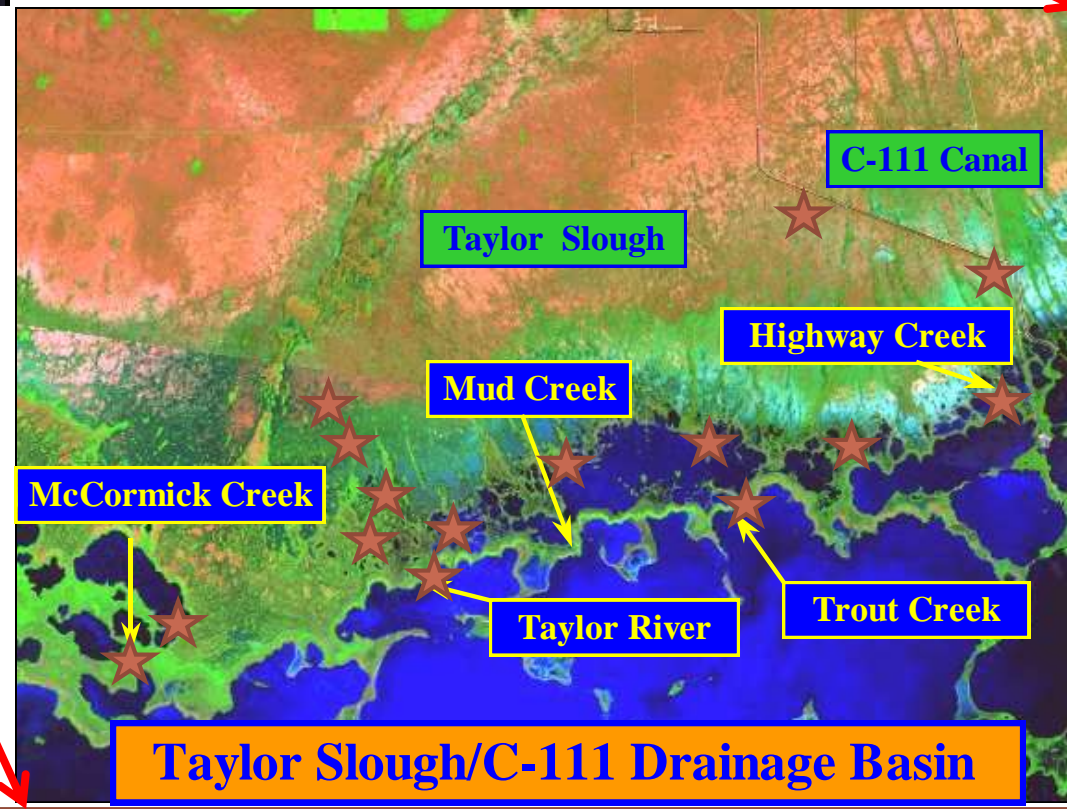 C-111 Canal
Taylor Slough
Highway Creek
Mud Creek
McCormick Creek
Trout Creek
Taylor River
Taylor Slough/C-111 Drainage Basin